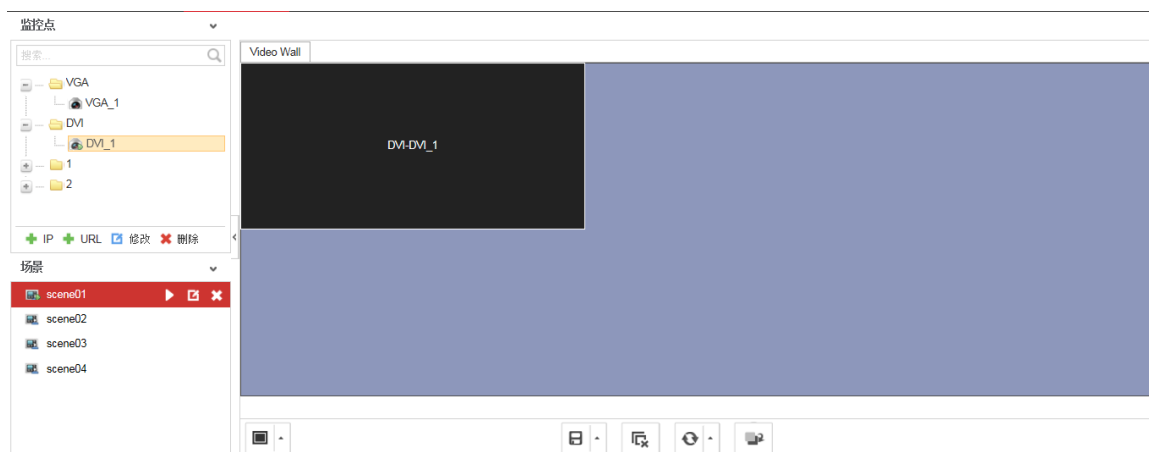 监控点
搜索...
VGA
VGA_1
DVI
DVI_1
1
2
IP URL 修改 删除
场景
scene01
scene02
scene03
scene04
Video Wall
DVI-DVI_1